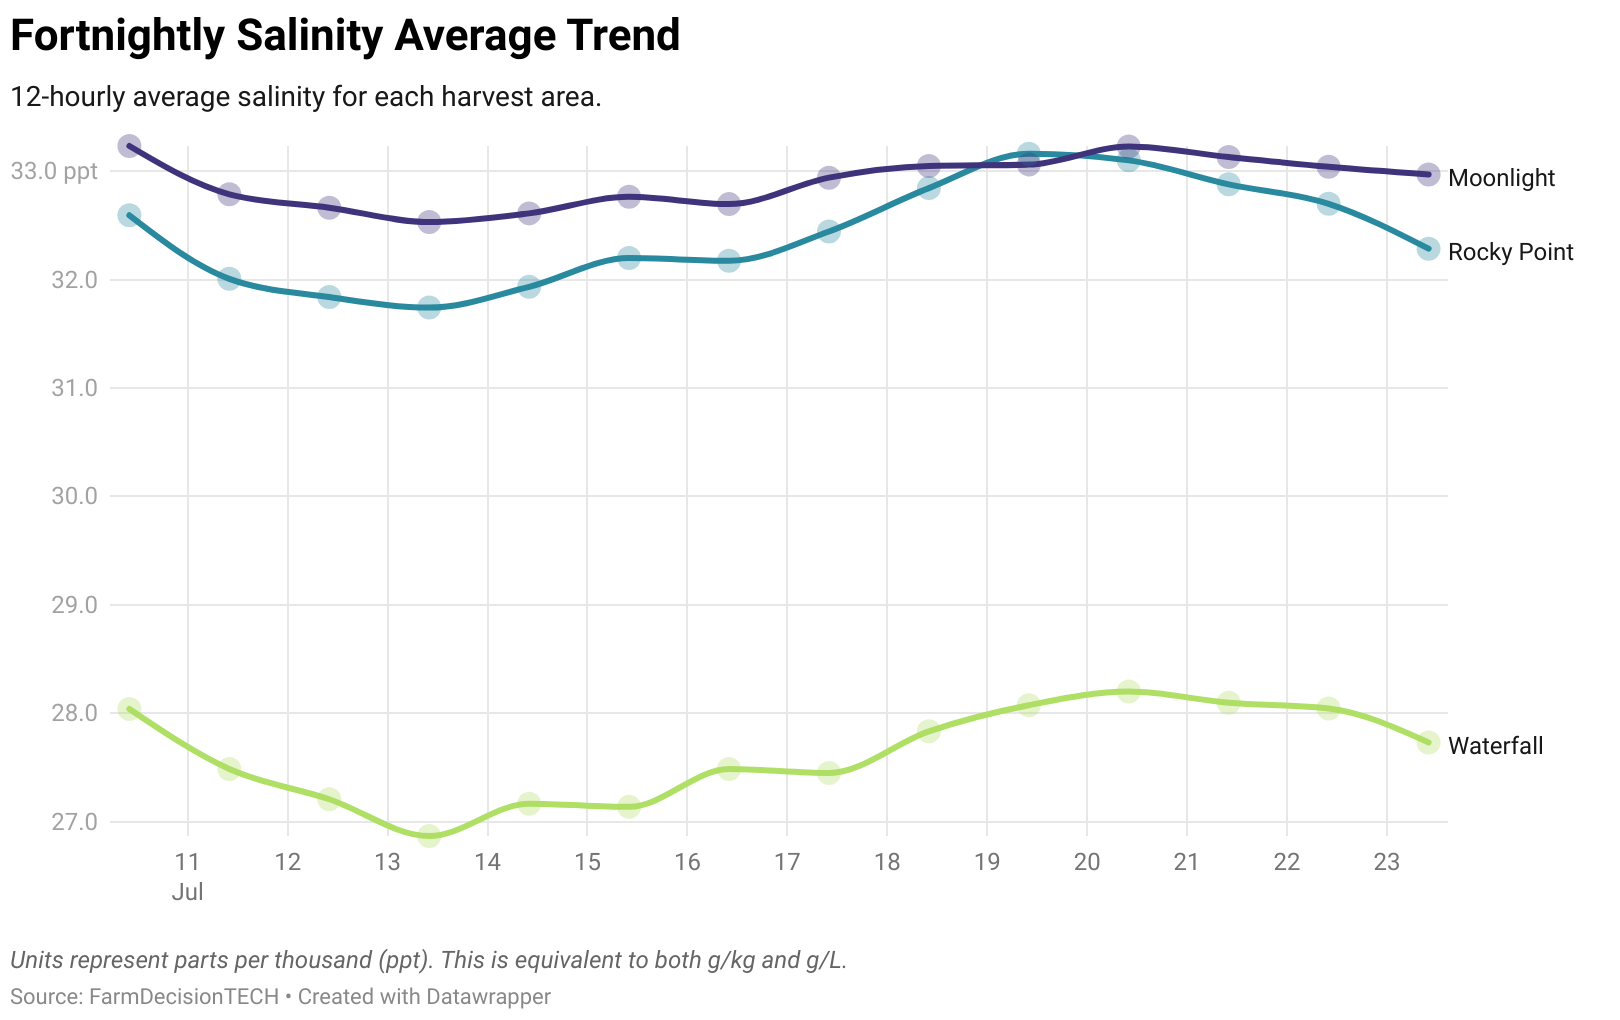 Fortnightly Salinity Average Trend
12-hourly average salinity for each harvest area.
33.0 ppt
32.0
31.0
30.0
29.0
28.0
27.0
Moonlight
Rocky Point
Waterfall
11 12 13 14 15 16 17 18 19 20 21 22 23
Jul
Units represent parts per thousand (ppt). This is equivalent to both g/kg and g/L.
Source: FarmDecisionTECH • Created with Datawrapper